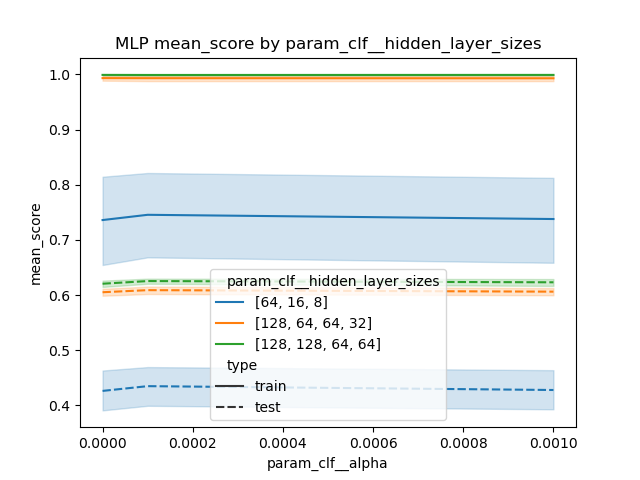 MLP mean_score by param_clf__hidden_layer_sizes
1.0
0.9
0.8
0.7
0.6
0.5
0.4
mean_score
param_clf__hidden_layer_sizes
[64, 16, 8]
[128, 64, 64, 32]
[128, 128, 64, 64]
type
train
test
0.0000 0.0002 0.0004 0.0006 0.0008 0.0010
param_clf__alpha